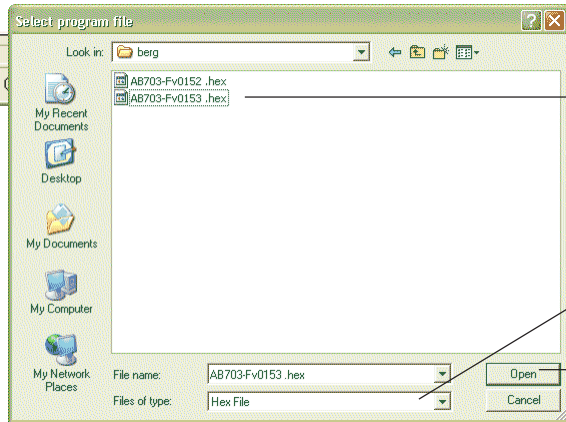 Select program file
Look in: berg
AB703-Fv0152 .hex
AB703-Fv0153 .hex
My Recent
Documents
Desktop
My Documents
My Computer
My Network
Places
File name: AB703-Fv0153 .hex Open
Files of type: Hex File Cancel